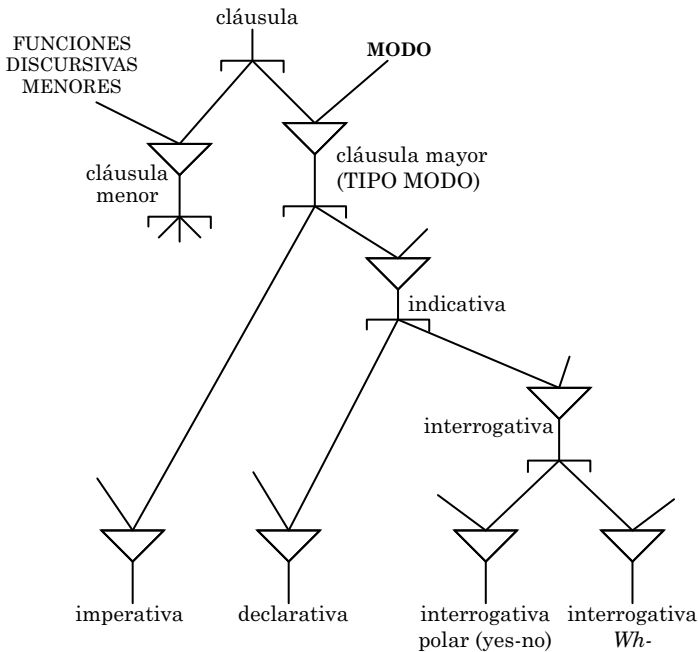 cláusula
FUNCIONES
DISCURSIVAS
MENORES
MODO
cláusula
menor
cláusula mayor
(TIPO MODO)
indicativa
interrogativa
imperativa
declarativa
interrogativa
polar (yes-no)
interrogativa
Wh-